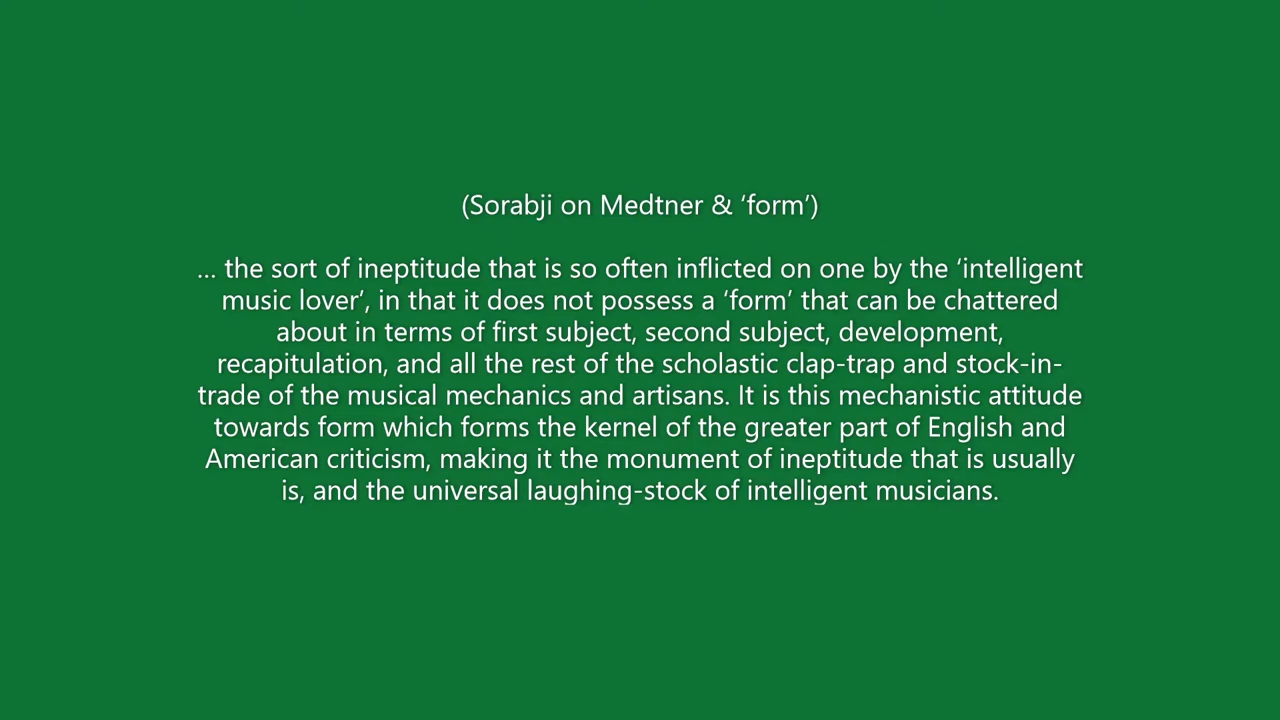 (Sorabji on Medtner & ‘form’)
... the sort of ineptitude that is so often inflicted on one by the ‘intelligent
music lover’, in that it does not possess a ‘form’ that can be chattered
about in terms of first subject, second subject, development,
recapitulation, and all the rest of the scholastic clap-trap and stock-in-
trade of the musical mechanics and artisans. It is this mechanistic attitude
towards form which forms the kernel of the greater part of English and
American criticism, making it the monument of ineptitude that is usually
is, and the universal laughing-stock of intelligent musicians.